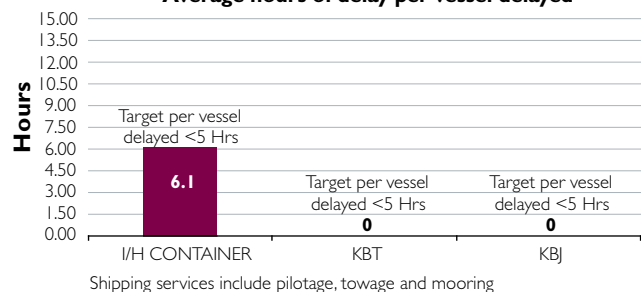 Average hours of delay per vessel delayed
Hours
15.00
13.50
12.00
10.50
9.00
7.50
6.00
4.50
3.00
1.50
0.00
Target per vessel
delayed <5 Hrs
6.1
Target per vessel
delayed <5 Hrs
0
Target per vessel
delayed <5 Hrs
0
I/H CONTAINER
KBT
KBJ
Shipping services include pilotage, towage and mooring